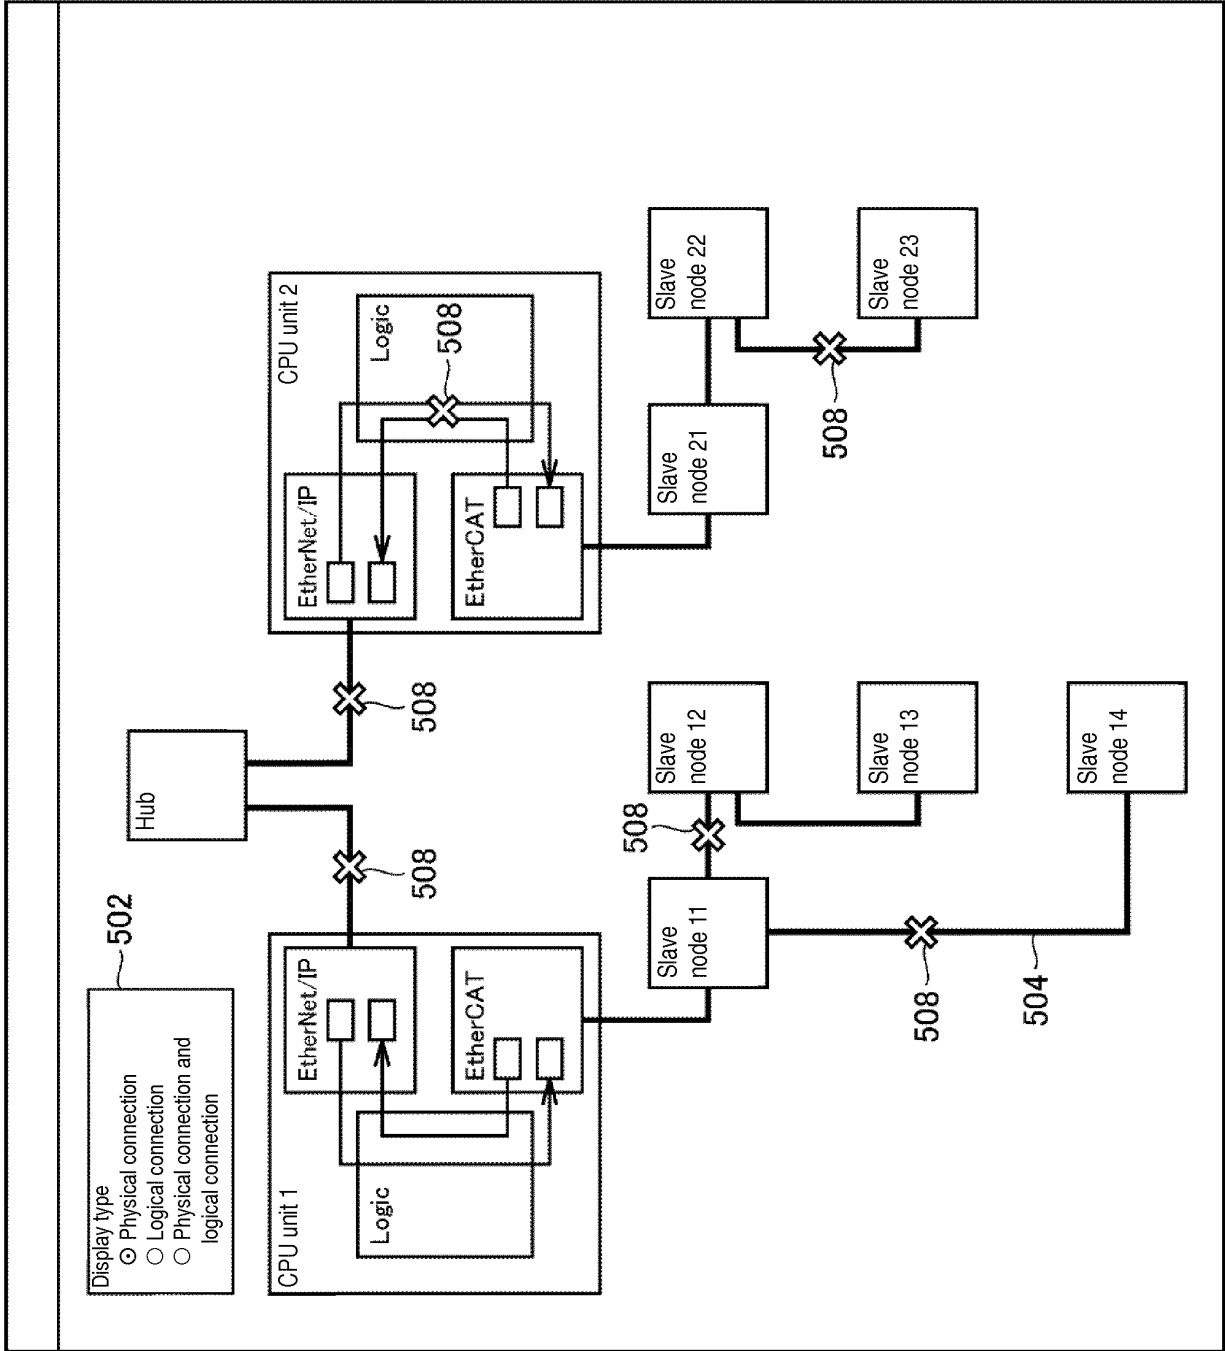 Display type
Physical connection
Logical connection
Physical connection and
logical connection
502
Hub
CPU unit 1
EtherNet/IP
Logic
EtherCAT
508
508
CPU unit 2
EtherNet/IP
Logic
508
EtherCAT
Slave
node 11
508
Slave
node 12
Slave
node 21
Slave
node 22
508
504
Slave
node 13
Slave
node 14
508
Slave
node 23